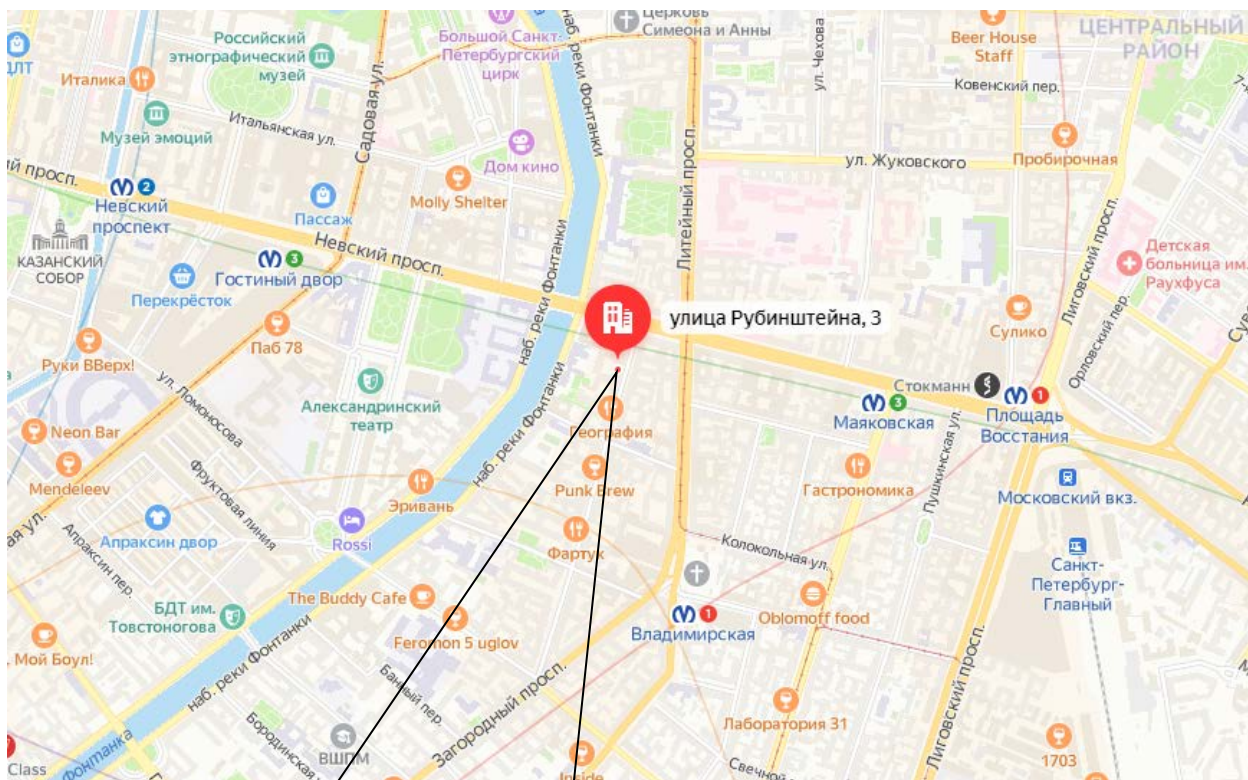 Церковь
Симеона и Анны
Большой Санкт-
Петербургский
цирк
Российский
этнографический
музей
ДЛТ
Италика
Музей эмоций
Итальянская ул.
Садовая ул.
наб. реки Фонтанки
Дом кино
Molly Shelter
Beer House
Staff
ЦЕНТРАЛЬНЫЙ
РАЙОН
ул. Чехова
Ковенский пер.
ул. Жуковского
Пробирочная
Литейный просп.
2
Невский
проспект
Пассаж
КАЗАНСКИЙ
СОБОР
3
Гостиный двор
Невский просп.
Перекрёсток
наб. реки Фонтанки
улица Рубинштейна, 3
Детская
больница им.
Раухфуса
Лиговский просп.
Орловский пер.
Сулико
Паб 78
Руки ВВерх!
ул. Ломоносова
Александринский
театр
наб. реки Фонтанки
География
Стокманн
1
Площадь
Восстания
3
Маяковская
Пушкинская ул.
Neon Bar
Mendeleev
Фруктовая линия
Эривань
Punk Brew
Гастрономика
Московский вкз.
Апраксин двор
Апраксин пер.
Rossi
Фартук
Колокольная ул.
Санкт-
Петербург-
Главный
The Buddy Cafe
БДТ им.
Товстоногова
Feromon 5 uglov
1
Владимирская
Oblomoff food
Мой Боул!
наб. реки Фонтанки
Банный пер.
Загородный просп.
Лиговский просп.
Лаборатория 31
Бородинская
ВШПМ
1703
Class
Фонтанка
Inside
Свечной